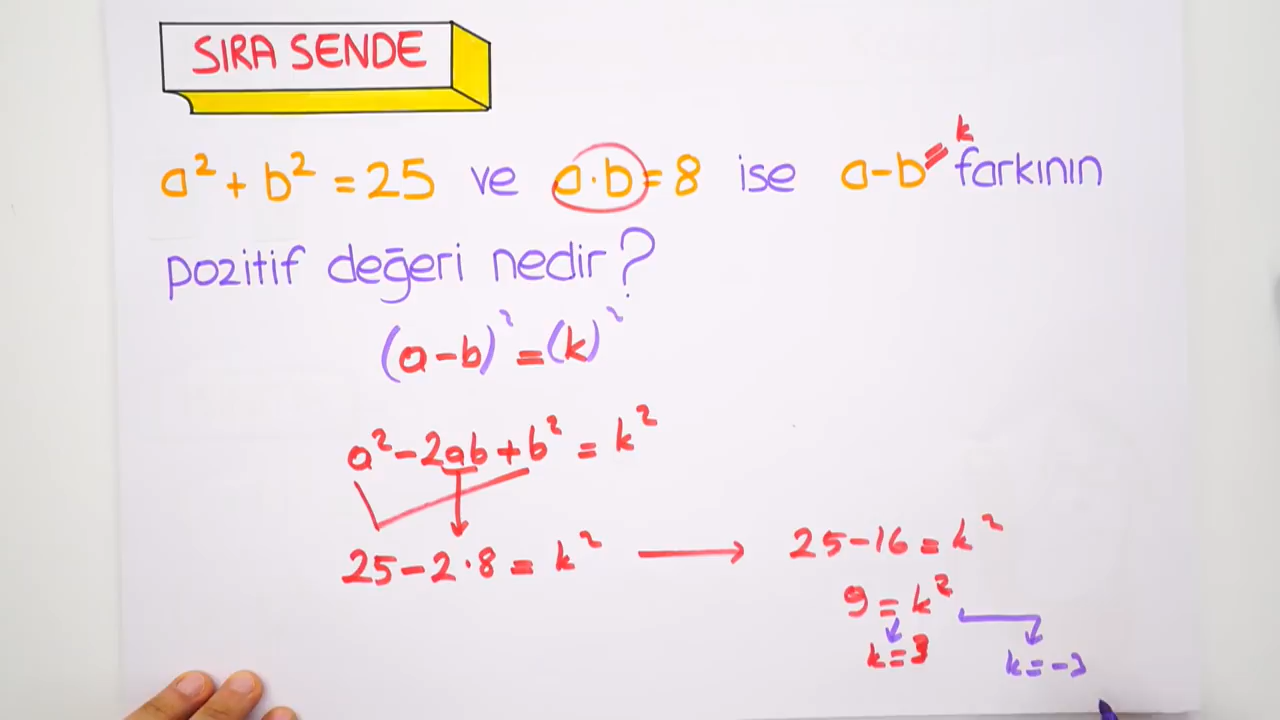 SIRA SENDE
a² + b² = 25 ve a·b = 8 ise a-b = k farkının
pozitif değeri nedir?
(a-b)² = (k)²
a² - 2ab + b² = k²
25 - 2·8 = k² → 25 - 16 = k²
9 = k²
k = 3 k = -3